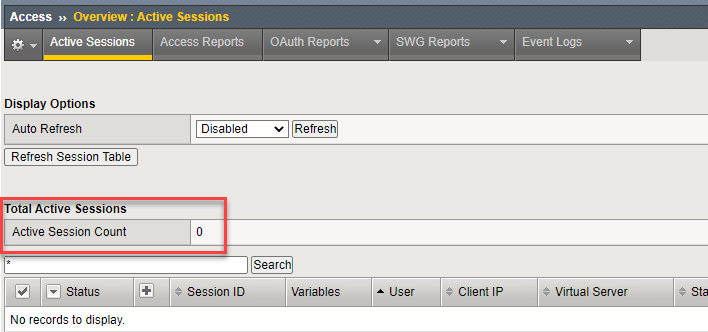 Access ›› Overview : Active Sessions
Active Sessions Access Reports OAuth Reports SWG Reports Event Logs
Display Options
Auto Refresh Disabled Refresh
Refresh Session Table
Total Active Sessions
Active Session Count 0
* Search
Status Session ID Variables User Client IP Virtual Server Sta
No records to display.